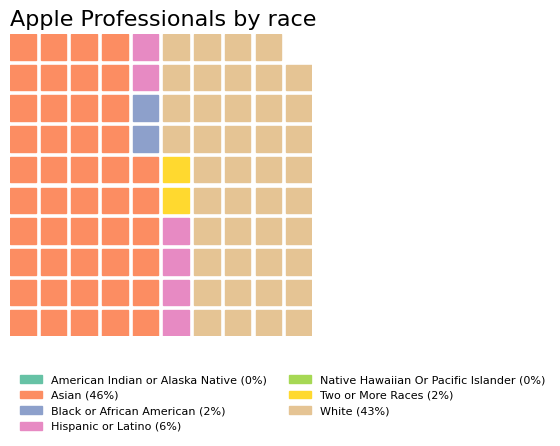 Apple Professionals by race
American Indian or Alaska Native (0%)
Asian (46%)
Black or African American (2%)
Hispanic or Latino (6%)
Native Hawaiian Or Pacific Islander (0%)
Two or More Races (2%)
White (43%)